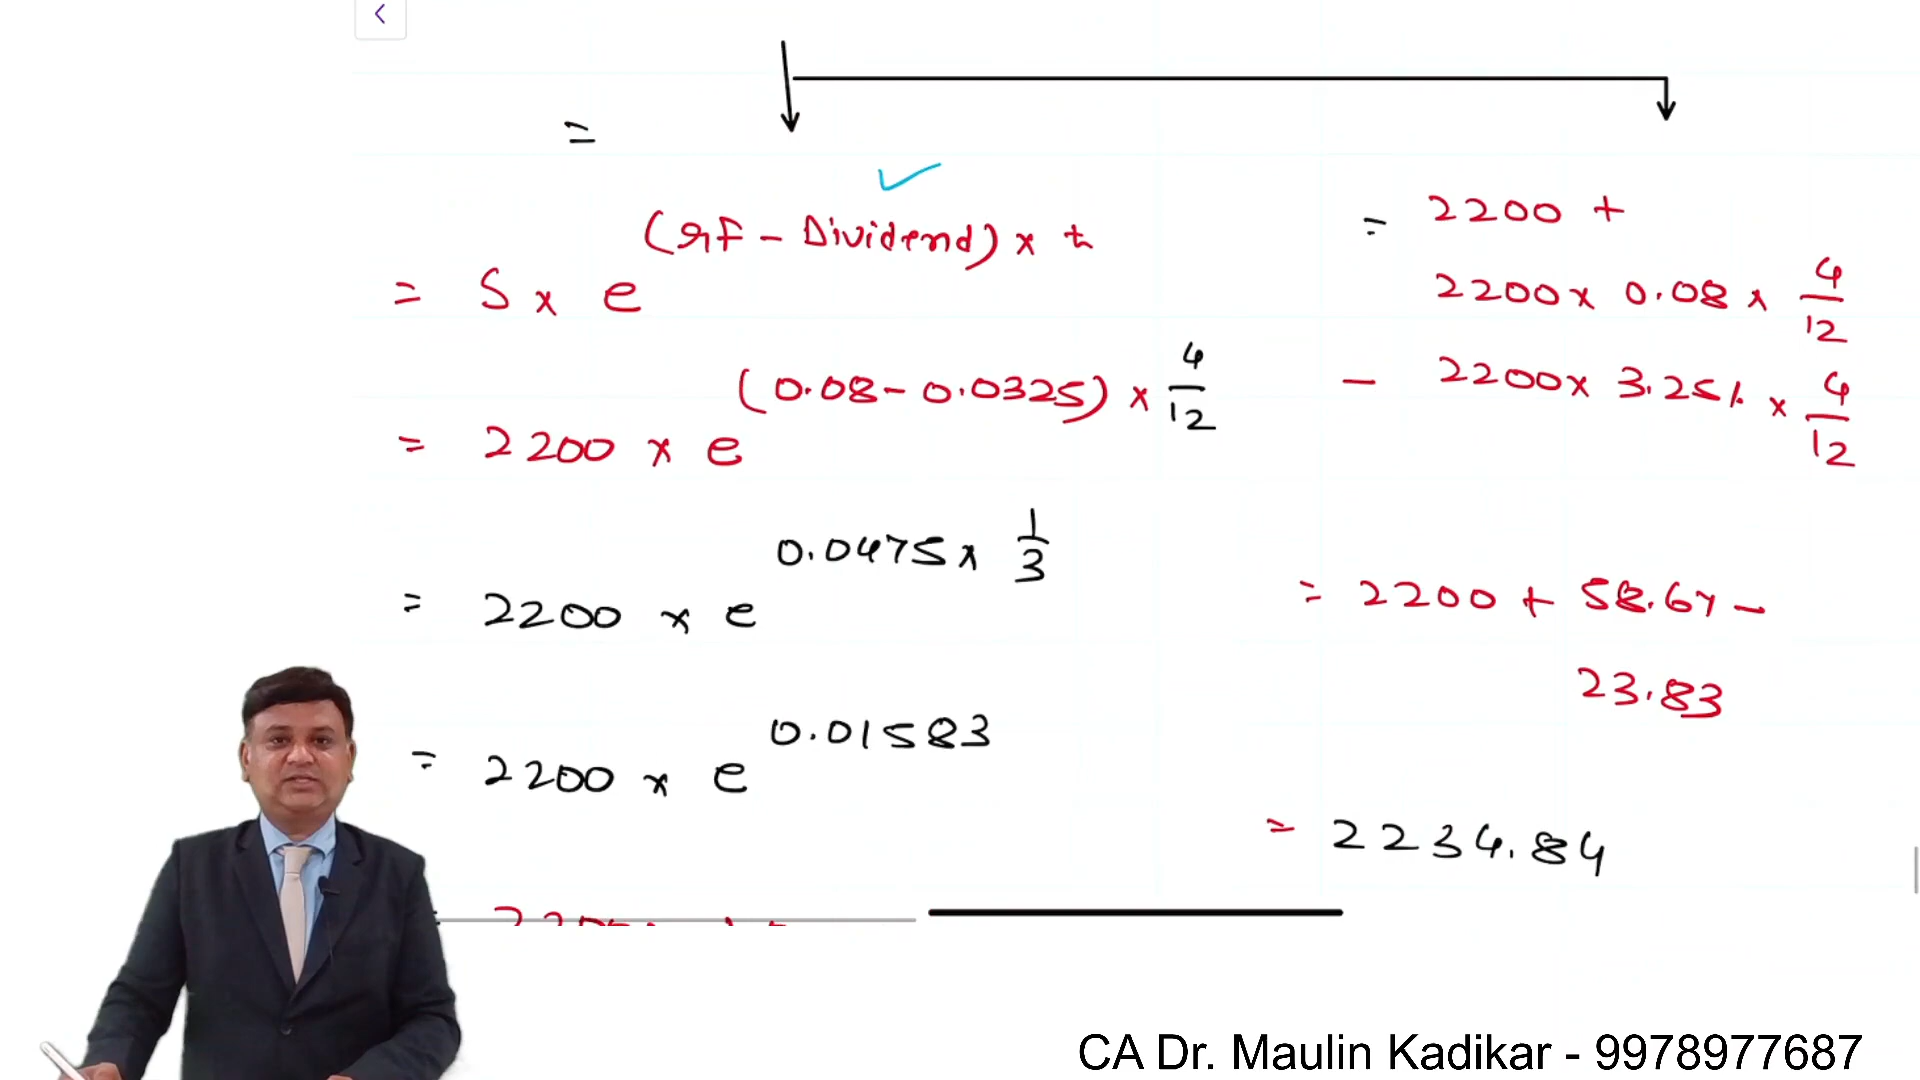 =
(rF - Dividend) x t
= S x e
(0.08 - 0.0325) x 4/12
= 2200 x e
0.0475 x 1/3
= 2200 x e
0.01583
= 2200 x e
= 2200 +
2200 x 0.08 x 4/12
- 2200 x 3.25% x 4/12
= 2200 + 58.67 -
23.83
= 2234.84
CA Dr. Maulin Kadikar - 9978977687